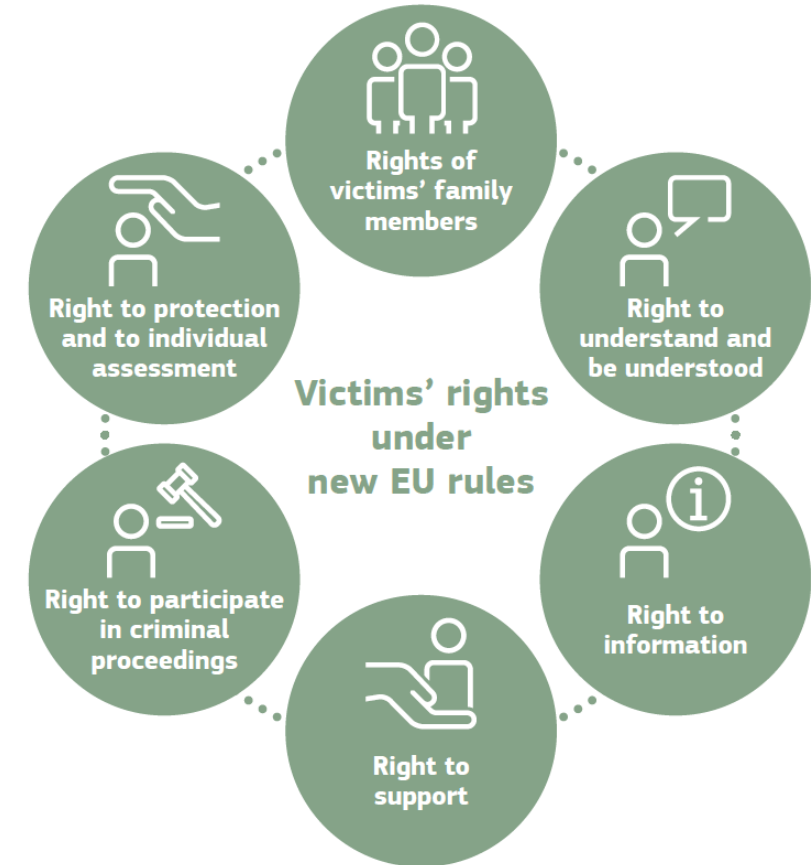 Rights of
victims’ family
members
Right to protection
and to individual
assessment
Right to
understand and
be understood
Victims’ rights
under
new EU rules
Right to participate
in criminal
proceedings
Right to
information
Right to
support